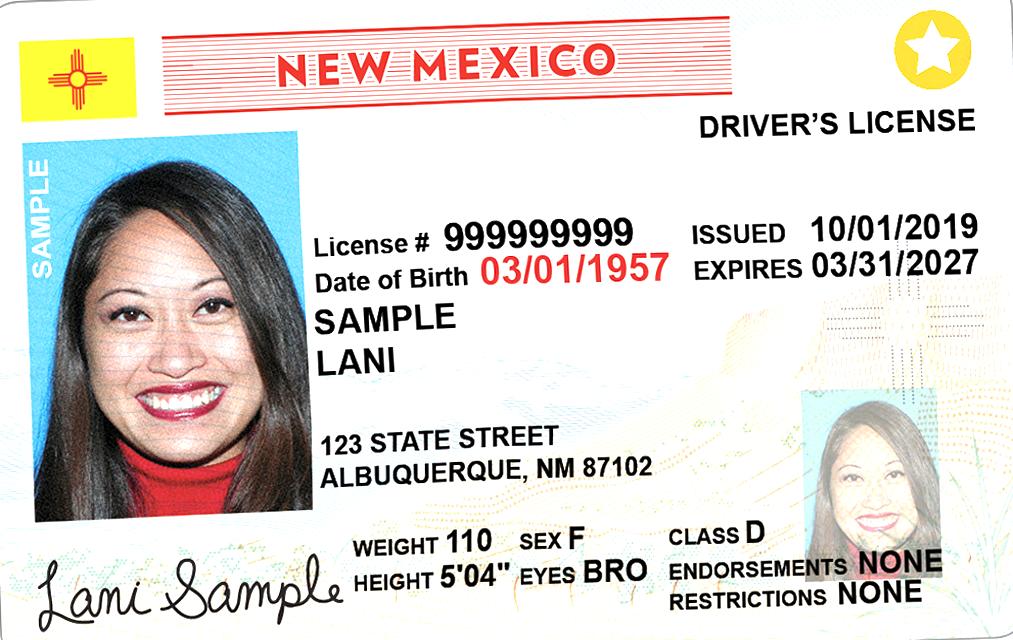 NEW MEXICO
DRIVER'S LICENSE
SAMPLE
License # 999999999
ISSUED 10/01/2019
Date of Birth 03/01/1957
EXPIRES 03/31/2027
SAMPLE
LANI
123 STATE STREET
ALBUQUERQUE, NM 87102
WEIGHT 110 SEX F
CLASS D
HEIGHT 5'04" EYES BRO
ENDORSEMENTS NONE
RESTRICTIONS NONE
Lani Sample